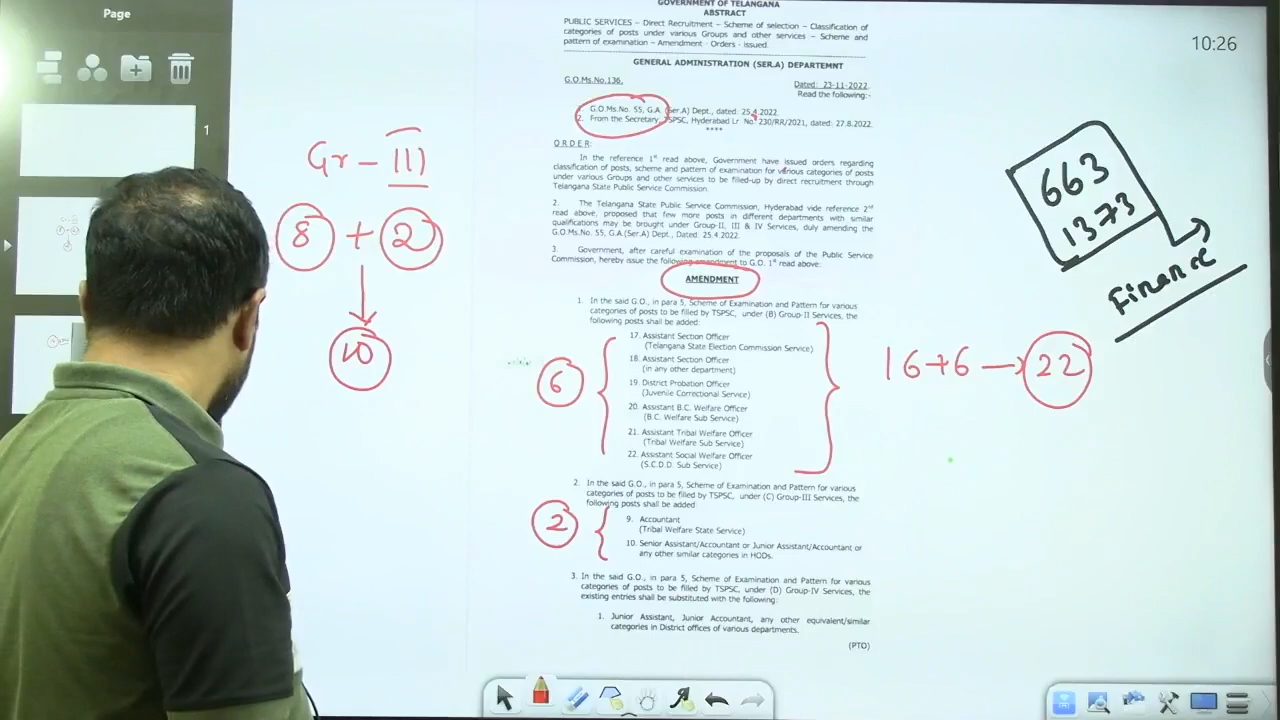 Page
1
10:26
GOVERNMENT OF TELANGANA
ABSTRACT
PUBLIC SERVICES – Direct Recruitment – Scheme of selection – Classification of
categories of posts under various Groups and other services – Scheme and
pattern of examination – Amendment - Orders - issued.
GENERAL ADMINISTRATION (SER.A) DEPARTEMNT
G.O.Ms.No.136,
Dated: 23-11-2022.
Read the following:-
1. G.O.Ms.No. 55, G.A. (Ser.A) Dept., dated: 25.4.2022.
2. From the Secretary, TSPSC, Hyderabad Lr No. 230/RR/2021, dated: 27.8.2022.
****
ORDER:
In the reference 1st read above, Government have issued orders regarding
classification of posts, scheme and pattern of examination for various categories of posts
under various Groups and other services to be filled-up by direct recruitment through
Telangana State Public Service Commission.
2. The Telangana State Public Service Commission, Hyderabad vide reference 2nd
read above, proposed that few more posts in different departments with similar
qualifications may be brought under Group-II, III & IV Services, duly amending the
G.O.Ms.No. 55, G.A (Ser.A) Dept., Dated: 25.4.2022.
3. Government, after careful examination of the proposals of the Public Service
Commission, hereby issue the following amendment to G.O. 1st read above:
AMENDMENT
1. In the said G.O., in para 5, Scheme of Examination and Pattern for various
categories of posts to be filled by TSPSC, under (B) Group-II Services, the
following posts shall be added:
17. Assistant Section Officer
(Telangana State Election Commission Service)
18. Assistant Section Officer
(in any other department)
19. District Probation Officer
(Juvenile Correctional Service)
20. Assistant B.C. Welfare Officer
(B.C. Welfare Sub Service)
21. Assistant Tribal Welfare Officer
(Tribal Welfare Sub Service)
22. Assistant Social Welfare Officer
(S.C.D.D. Sub Service)
2. In the said G.O., in para 5, Scheme of Examination and Pattern for various
categories of posts to be filled by TSPSC, under (C) Group-III Services, the
following posts shall be added:
9. Accountant
(Tribal Welfare State Service)
10. Senior Assistant/Accountant or Junior Assistant/Accountant or
any other similar categories in HODs.
3. In the said G.O., in para 5, Scheme of Examination and Pattern for various
categories of posts to be filled by TSPSC, under (D) Group-IV Services, the
existing entries shall be substituted with the following:
1. Junior Assistant, Junior Accountant, any other equivalent/similar
categories in District offices of various departments.
(PTO)
Gr – III
8 + 2
10
6
2
16+6 → 22
663
1373
Finance